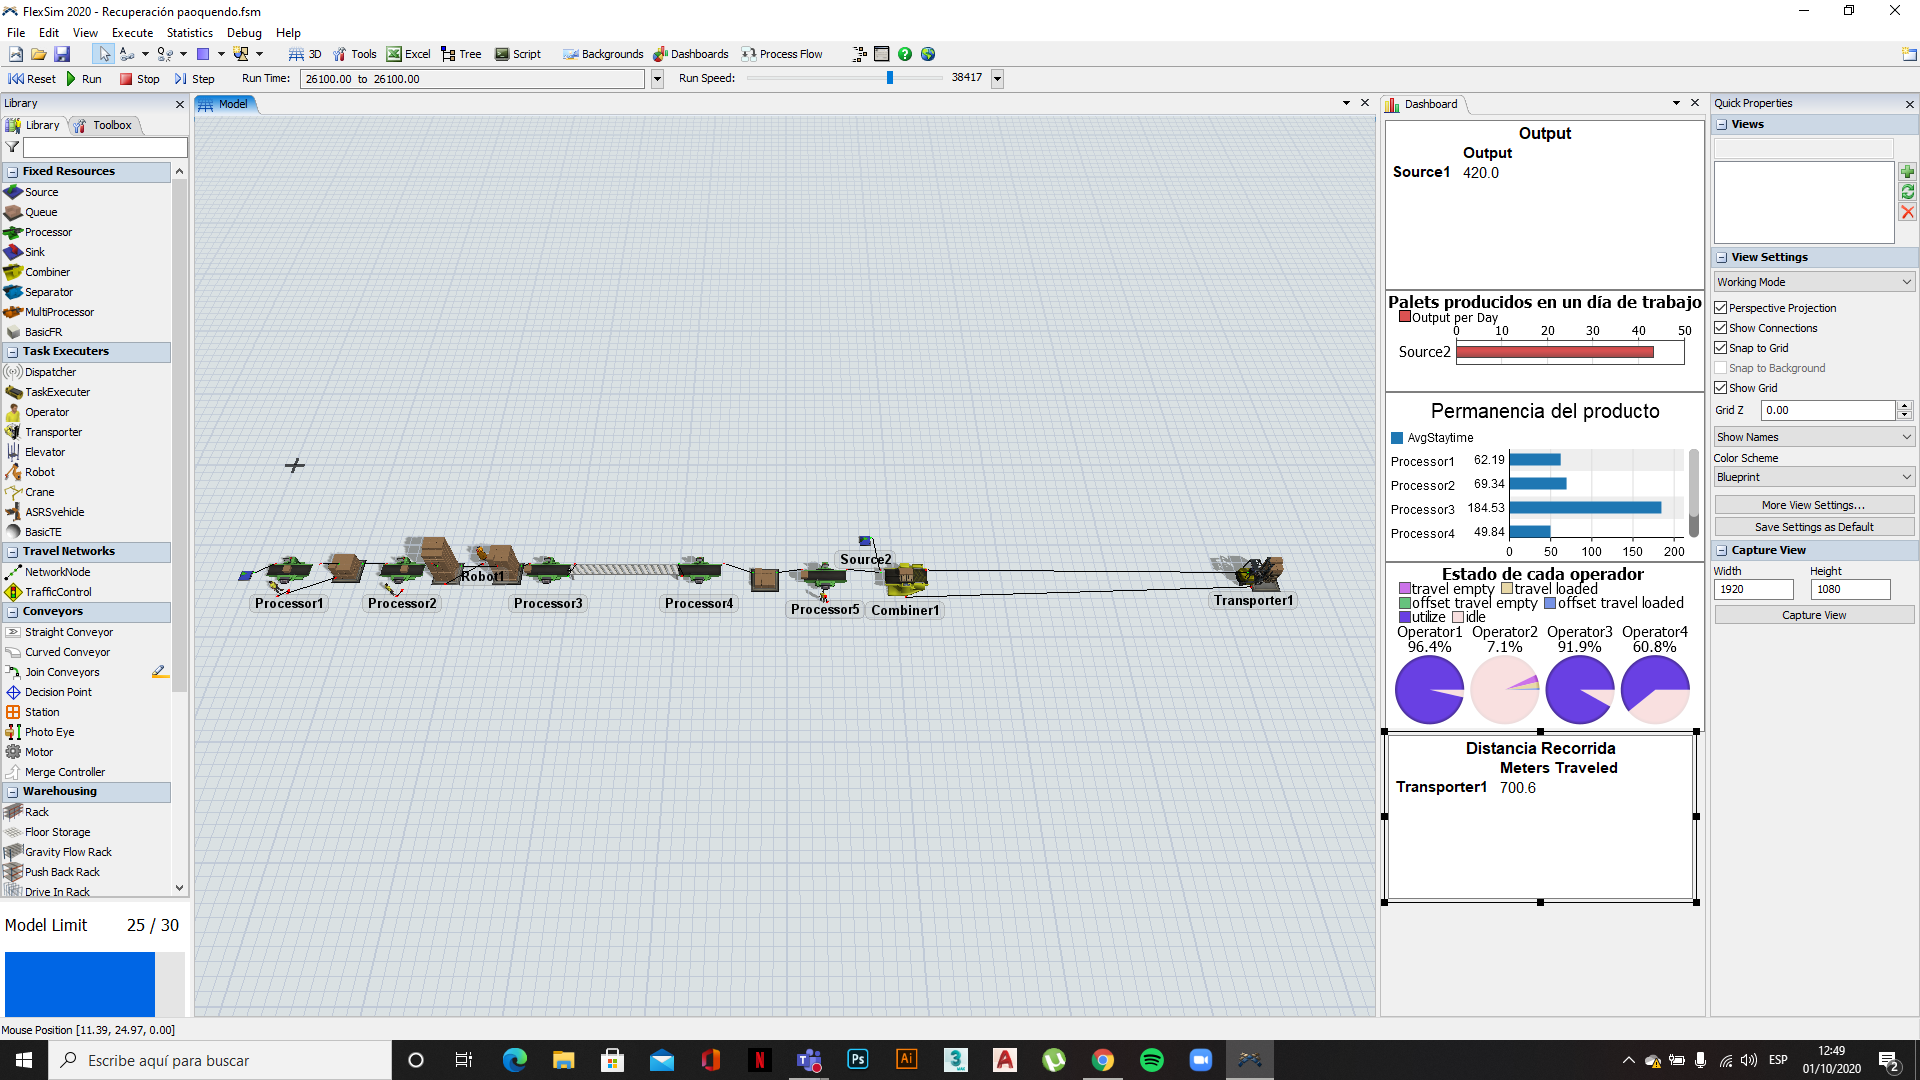 FlexSim 2020 - Recuperación paoquendo.fsm
File Edit View Execute Statistics Debug Help
3D Tools Excel Tree Script Backgrounds Dashboards Process Flow
Reset Run Stop Step Run Time: 26100.00 to 26100.00 Run Speed: 38417
Library
Library Toolbox
Fixed Resources
Source
Queue
Processor
Sink
Combiner
Separator
MultiProcessor
BasicFR
Task Executers
Dispatcher
TaskExecuter
Operator
Transporter
Elevator
Robot
Crane
ASRSvehicle
BasicTE
Travel Networks
NetworkNode
TrafficControl
Conveyors
Straight Conveyor
Curved Conveyor
Join Conveyors
Decision Point
Station
Photo Eye
Motor
Merge Controller
Warehousing
Rack
Floor Storage
Gravity Flow Rack
Push Back Rack
Drive In Rack
Model Limit 25 / 30
Model
Source2
Robot1
Processor1 Processor2 Processor3 Processor4 Processor5 Combiner1 Transporter1
Dashboard
Output
Output
Source1 420.0
Palets producidos en un día de trabajo
Output per Day
0 10 20 30 40 50
Source2
Permanencia del producto
AvgStaytime
Processor1 62.19
Processor2 69.34
Processor3 184.53
Processor4 49.84
0 50 100 150 200
Estado de cada operador
travel empty travel loaded
offset travel empty offset travel loaded
utilize idle
Operator1 Operator2 Operator3 Operator4
96.4% 7.1% 91.9% 60.8%
Distancia Recorrida
Meters Traveled
Transporter1 700.6
Quick Properties
Views
View Settings
Working Mode
Perspective Projection
Show Connections
Snap to Grid
Snap to Background
Show Grid
Grid Z 0.00
Show Names
Color Scheme
Blueprint
More View Settings...
Save Settings as Default
Capture View
Width Height
1920 1080
Capture View
Mouse Position [11.39, 24.97, 0.00]
Escribe aquí para buscar
Ps
Ai
3
A
N
ESP
12:49
01/10/2020
2